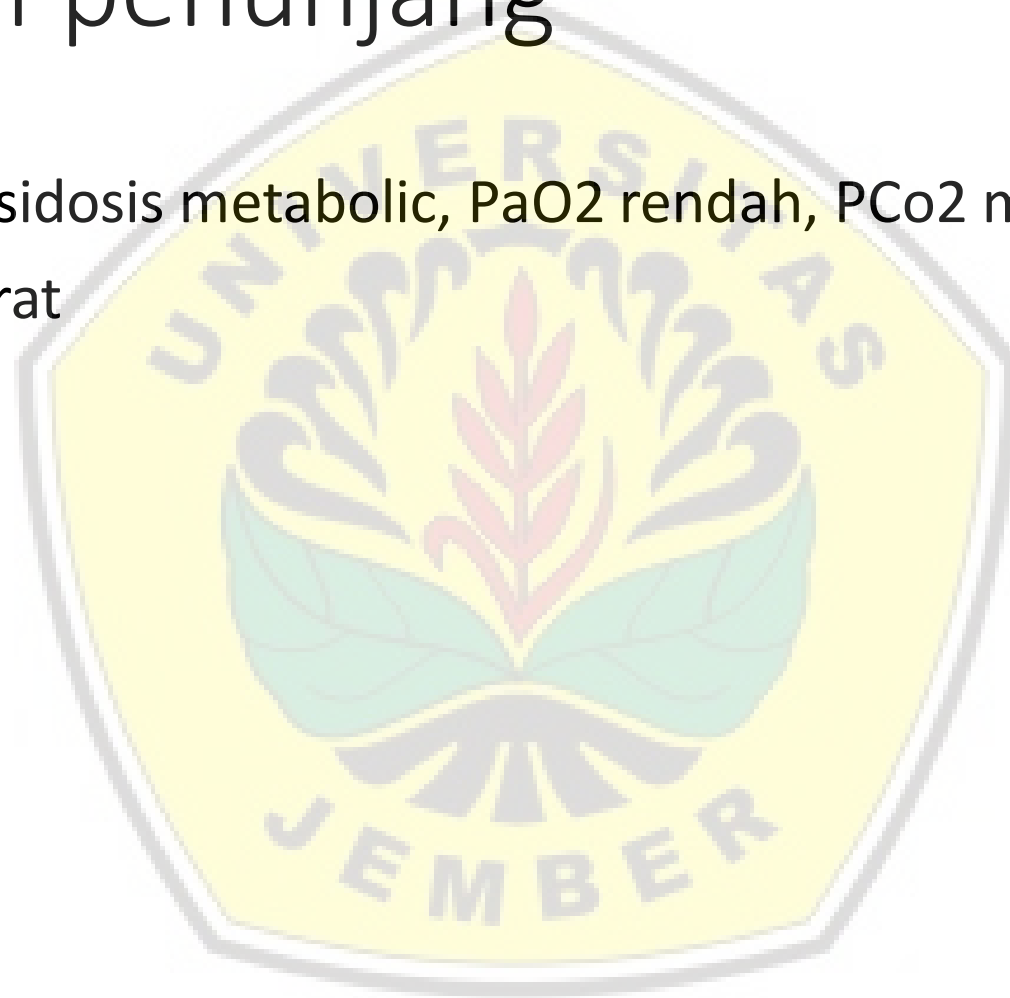 penunjang
sidosis metabolic, PaO2 rendah, PCo2
rat
UNIVERSITAS
JEMBER